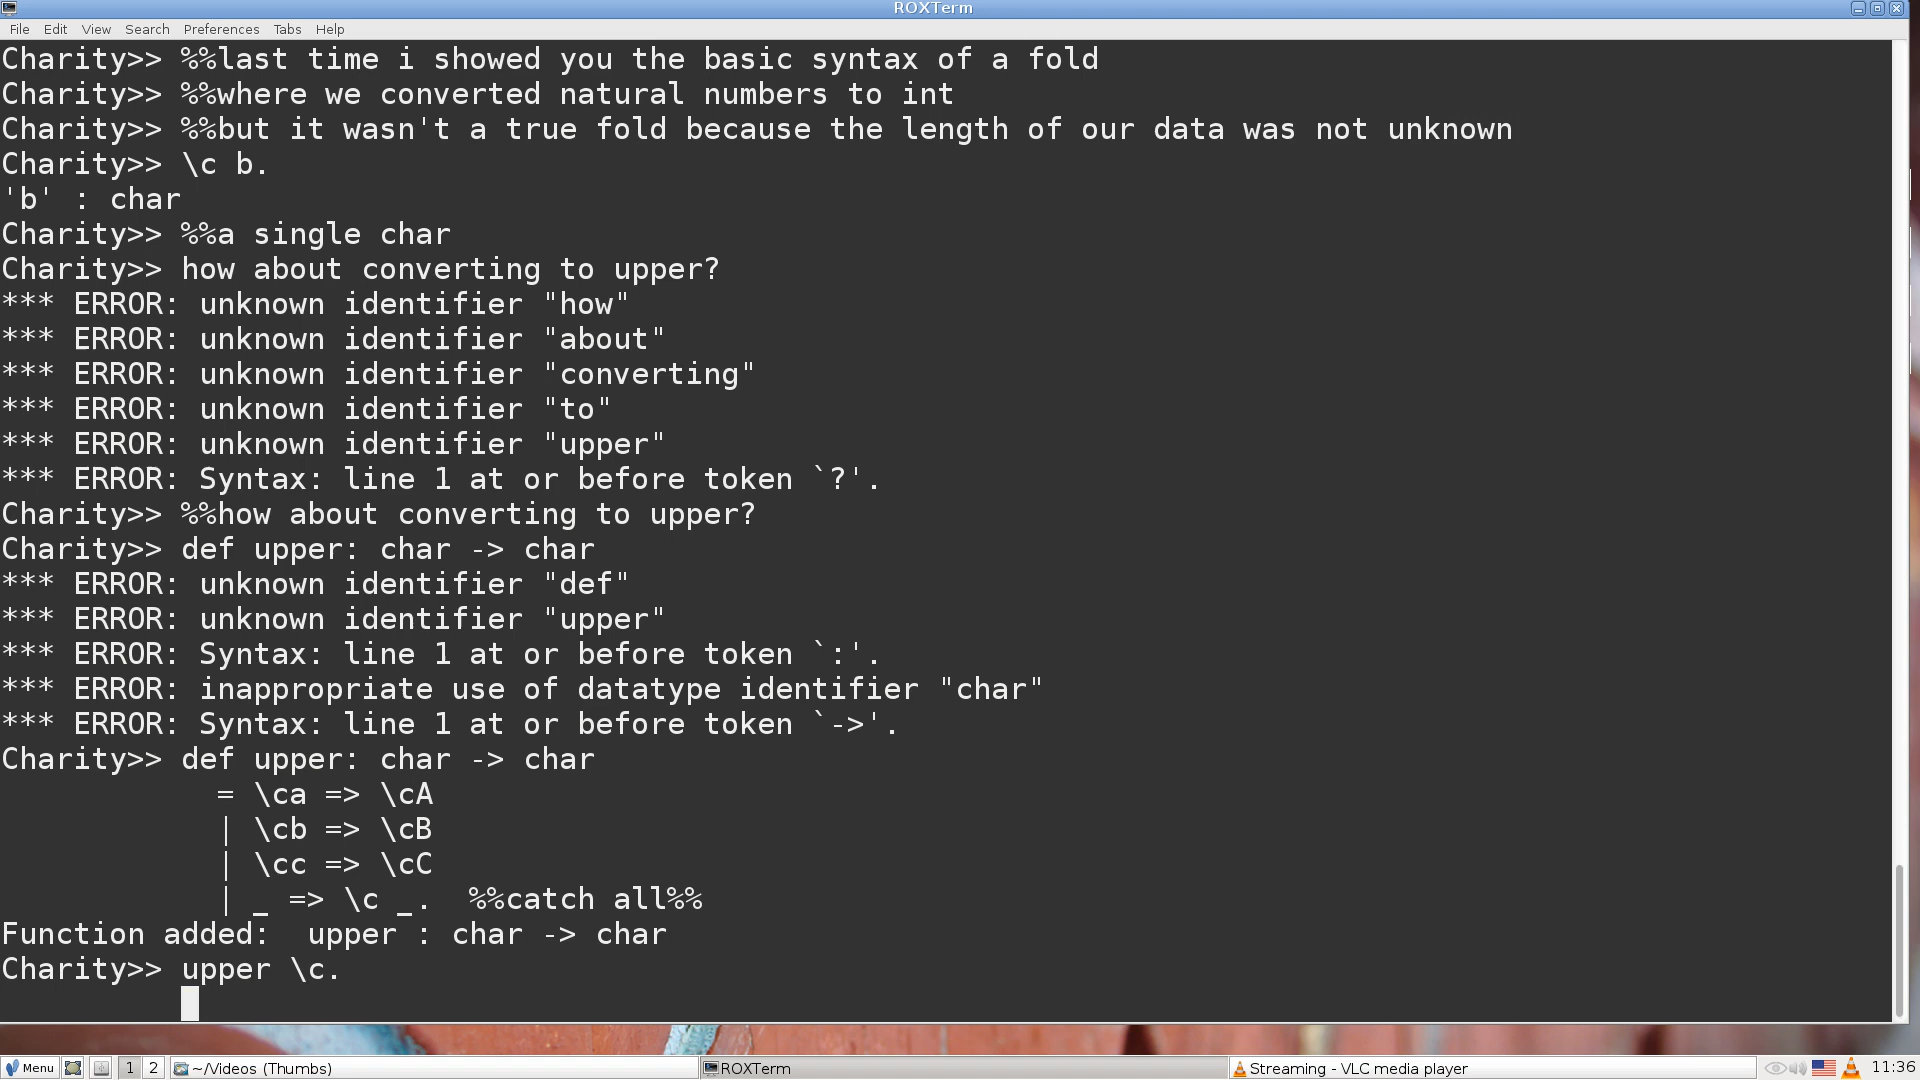 ROXTerm
File Edit View Search Preferences Tabs Help
Charity>> %%last time i showed you the basic syntax of a fold
Charity>> %%where we converted natural numbers to int
Charity>> %%but it wasn't a true fold because the length of our data was not unknown
Charity>> \c b.
'b' : char
Charity>> %%a single char
Charity>> how about converting to upper?
*** ERROR: unknown identifier "how"
*** ERROR: unknown identifier "about"
*** ERROR: unknown identifier "converting"
*** ERROR: unknown identifier "to"
*** ERROR: unknown identifier "upper"
*** ERROR: Syntax: line 1 at or before token `?'.
Charity>> %%how about converting to upper?
Charity>> def upper: char -> char
*** ERROR: unknown identifier "def"
*** ERROR: unknown identifier "upper"
*** ERROR: Syntax: line 1 at or before token `:'.
*** ERROR: inappropriate use of datatype identifier "char"
*** ERROR: Syntax: line 1 at or before token `->'.
Charity>> def upper: char -> char
= \ca => \cA
| \cb => \cB
| \cc => \cC
| _ => \c _.  %%catch all%%
Function added:  upper : char -> char
Charity>> upper \c.
Menu 1 2 ~/Videos (Thumbs) ROXTerm Streaming - VLC media player 11:36